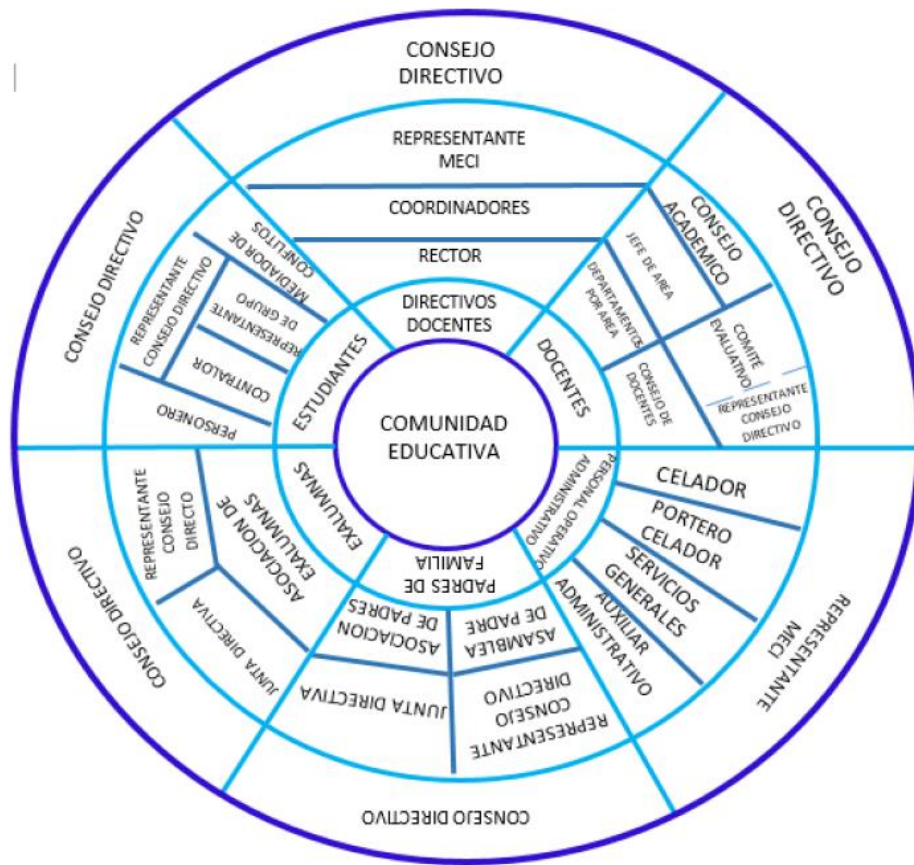 CONSEJO
DIRECTIVO
REPRESENTANTE
MECI
COORDINADORES
RECTOR
DIRECTIVOS
DOCENTES
CONSEJO
DIRECTIVO
CONSEJO
ACADEMICO
JEFE DE AREA
DEPARTAMENTOS
POR AREA
COMITÉ
EVALUATIVO
CONSEJO DE
DOCENTES
REPRESENTANTE
CONSEJO
DIRECTIVO
DOCENTES
COMUNIDAD
EDUCATIVA
REPRESENTANTE
MECI
CELADOR
PORTERO
CELADOR
SERVICIOS
GENERALES
AUXILIAR
ADMINISTRATIVO
PERSONAL OPERATIVO
ADMINISTRATIVO
CONSEJO DIRECTIVO
PADRES DE
FAMILIA
ASAMBLEA
DE PADRE
REPRESENTANTE
CONSEJO
DIRECTIVO
ASOCIACION
DE PADRES
JUNTA DIRECTIVA
CONSEJO DIRECTIVO
EXALUMNAS
ASOCIACION DE
EXALUMNAS
REPRESENTANTE
CONSEJO
DIRECTO
JUNTA DIRECTIVA
CONSEJO DIRECTIVO
ESTUDIANTES
MEDIADOR DE
CONFLITOS
REPRESENTANTE
DE GRUPO
REPRESENTANTE
CONSEJO DIRECTIVO
CONTRALOR
PERSONERO